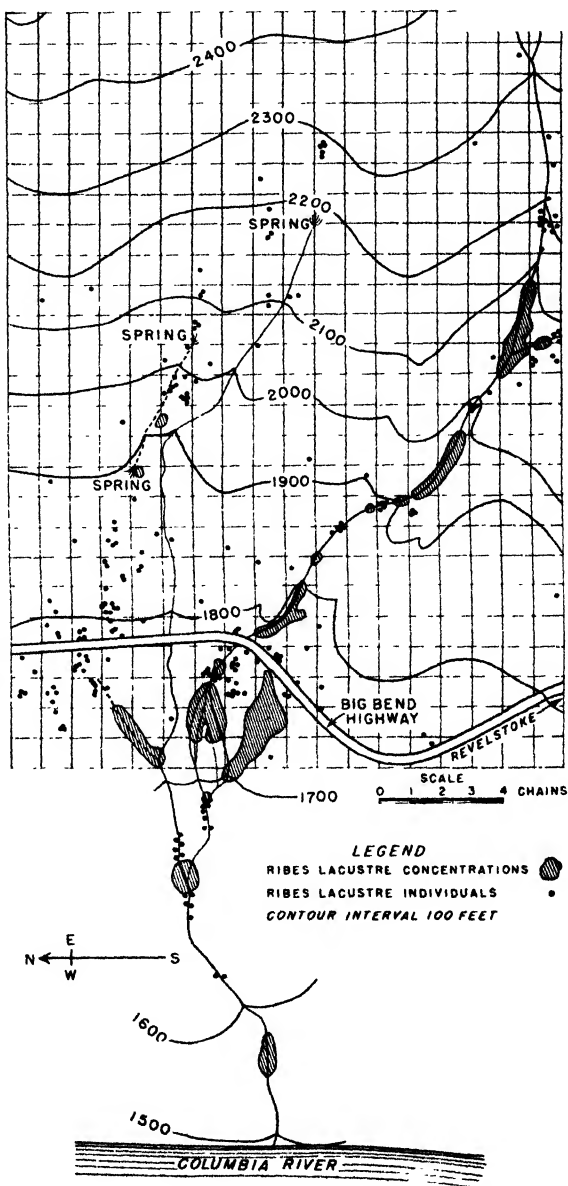 2400
2300
2200
SPRING
2100
SPRING
2000
SPRING
1900
1800
BIG BEND
HIGHWAY
REVELSTOKE
1700
SCALE
0 1 2 3 4 CHAINS
LEGEND
RIBES LACUSTRE CONCENTRATIONS
RIBES LACUSTRE INDIVIDUALS
CONTOUR INTERVAL 100 FEET
E
N S
W
1600
1500
COLUMBIA RIVER